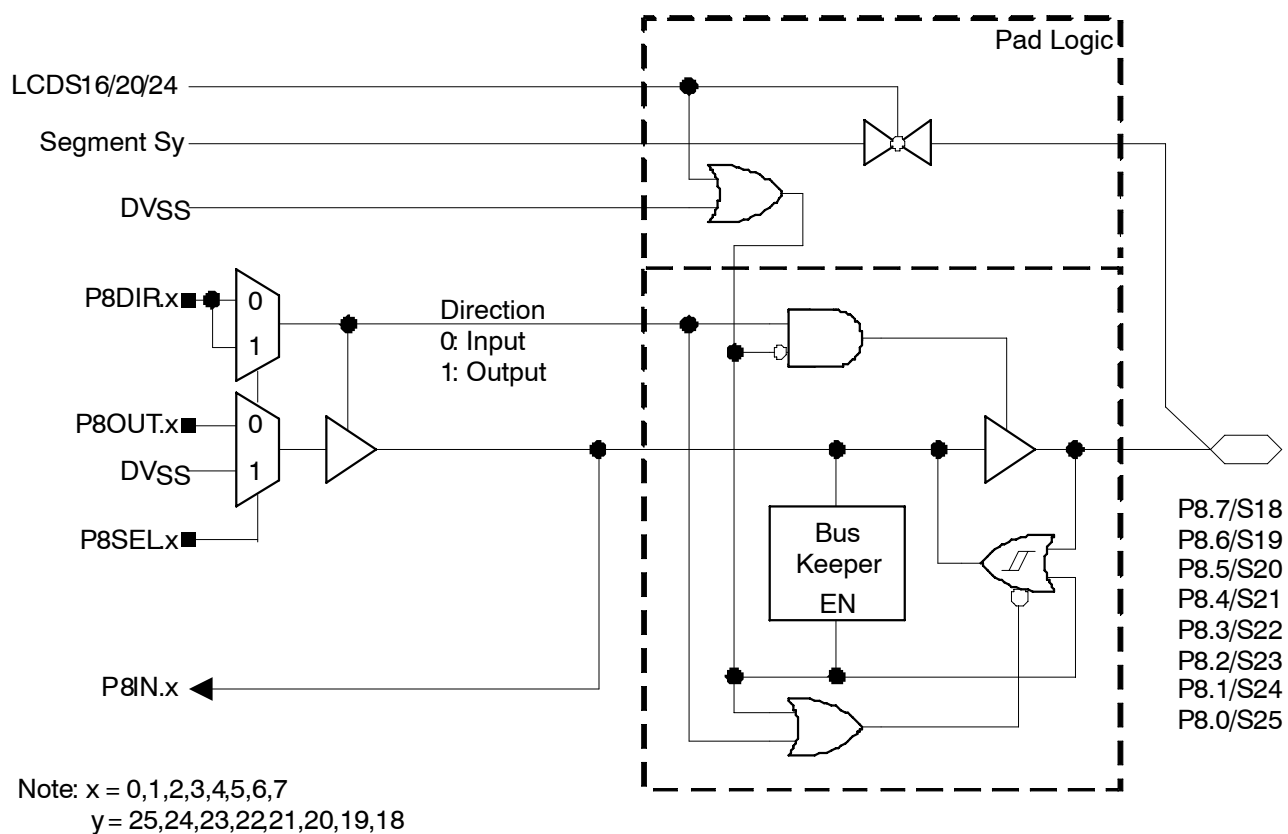 Pad Logic
LCDS16/20/24
Segment Sy
DVSS
P8DIR.x
0
1
Direction
0: Input
1: Output
P8OUT.x
0
DVSS
1
P8SEL.x
Bus
Keeper
EN
P8IN.x
P8.7/S18
P8.6/S19
P8.5/S20
P8.4/S21
P8.3/S22
P8.2/S23
P8.1/S24
P8.0/S25
Note: x = 0,1,2,3,4,5,6,7
y = 25,24,23,22,21,20,19,18